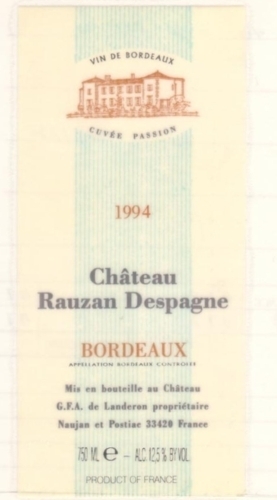 VIN DE BORDEAUX
CUVÉE PASSION
1994
Château
Rauzan Despagne
BORDEAUX
APPELLATION BORDEAUX CONTROLÉE
Mis en bouteille au Château
G.F.A. de Landeron propriétaire
Naujan et Postiac 33420 France
750 ML e – ALC 12,5 % BY VOL.
PRODUCT OF FRANCE